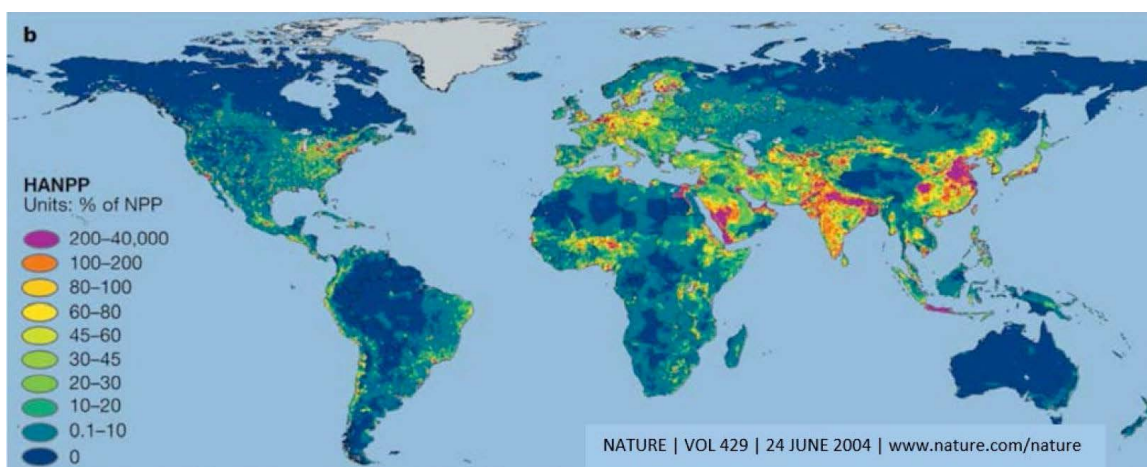 b
HANPP
Units: % of NPP
200–40,000
100–200
80–100
60–80
45–60
30–45
20–30
10–20
0.1–10
0
NATURE | VOL 429 | 24 JUNE 2004 | www.nature.com/nature